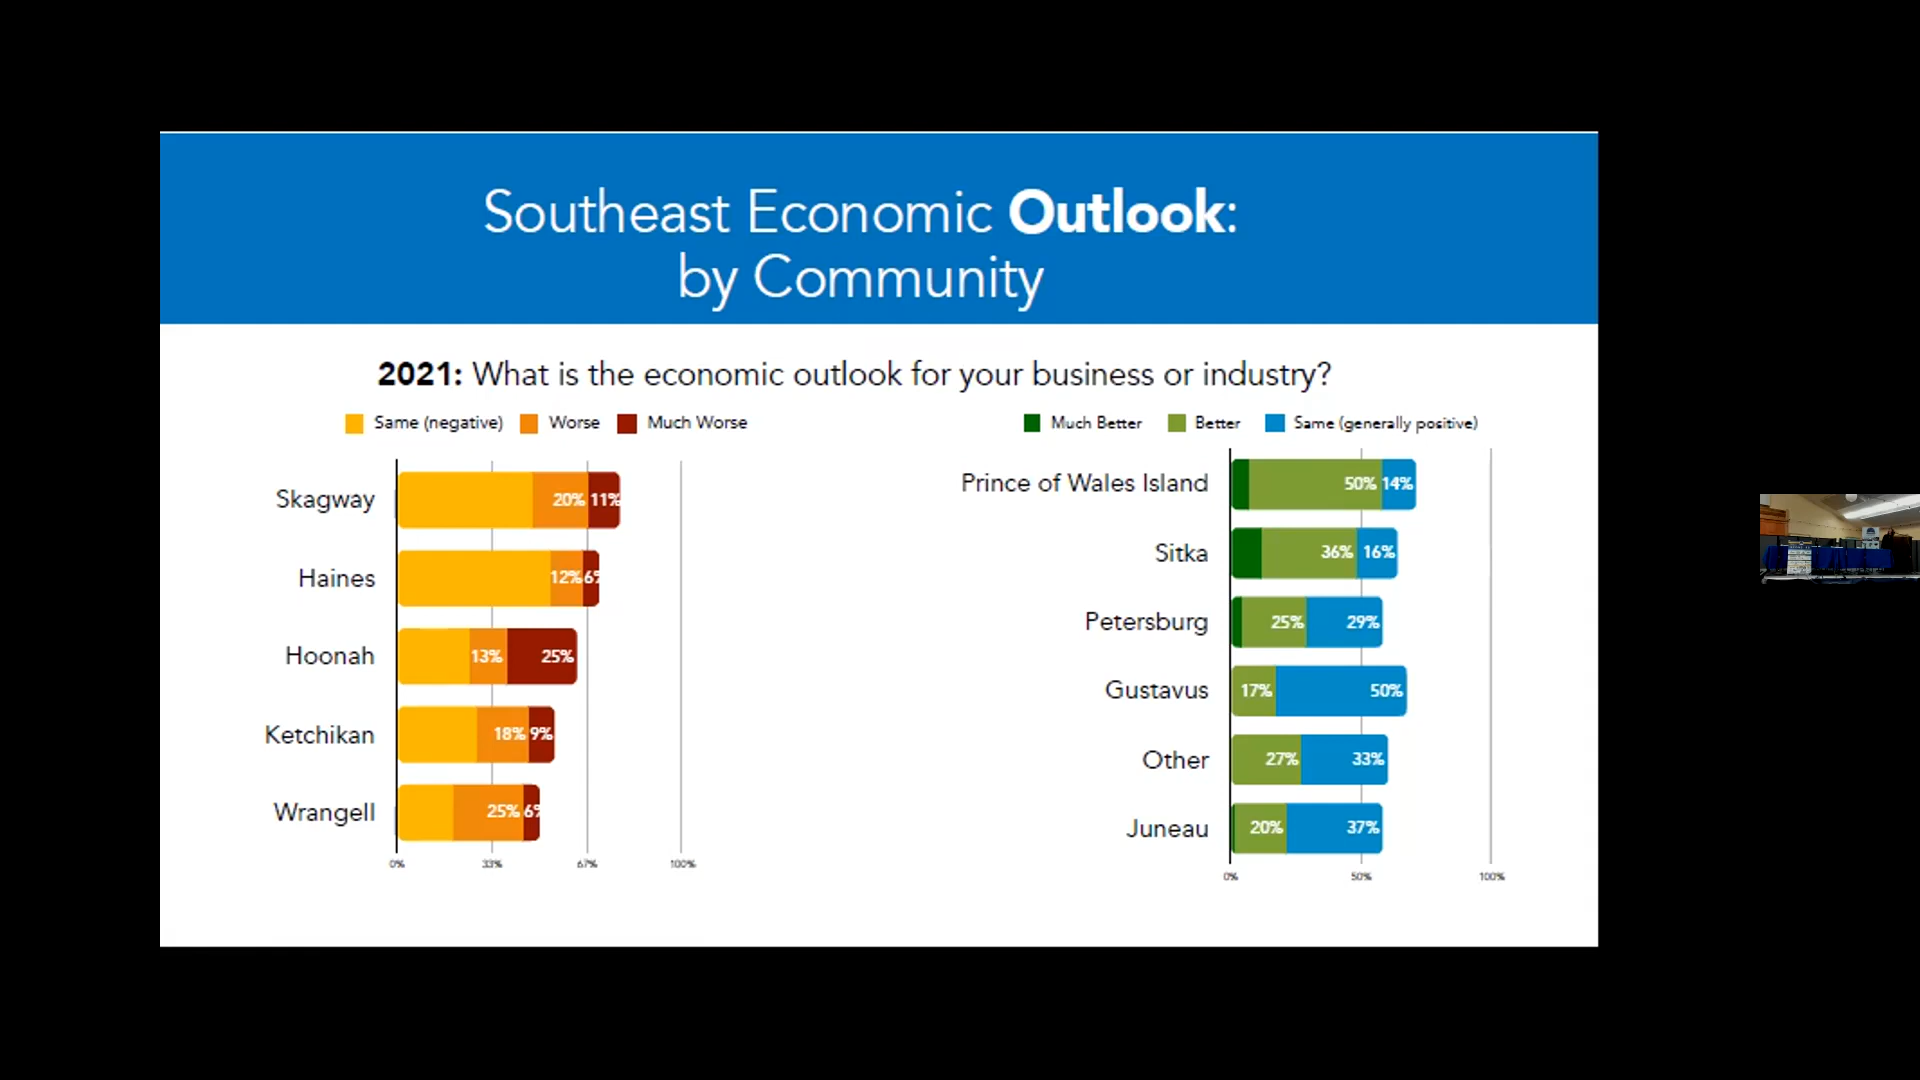 Southeast Economic Outlook:
by Community
2021: What is the economic outlook for your business or industry?
Same (negative) Worse Much Worse
Skagway 20% 11%
Haines 12% 6%
Hoonah 13% 25%
Ketchikan 18% 9%
Wrangell 25% 6%
0% 33% 67% 100%
Much Better Better Same (generally positive)
Prince of Wales Island 50% 14%
Sitka 36% 16%
Petersburg 25% 29%
Gustavus 17% 50%
Other 27% 33%
Juneau 20% 37%
0% 50% 100%